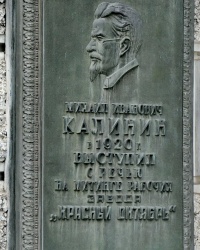 МИХАИЛ ИВАНОВИЧ
КАЛИНИН
в 1920 г
ВЫСТУПИЛ
С РЕЧЬЮ
НА МИТИНГЕ РАБОЧИХ
ЗАВОДА
„КРАСНЫЙ ОКТЯБРЬ"